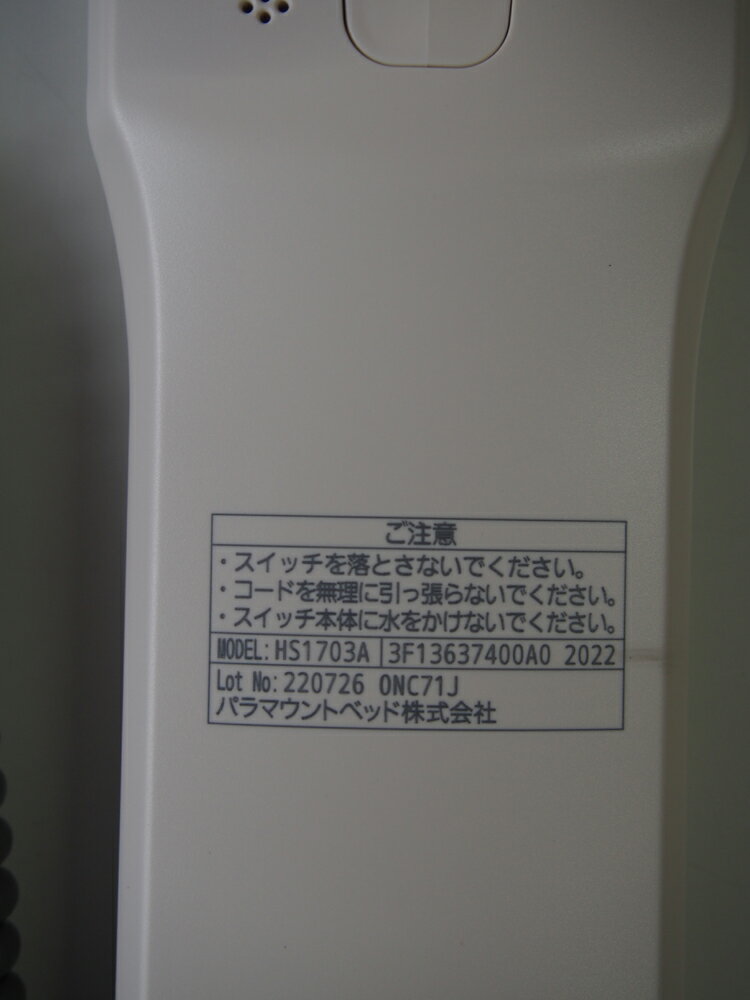 ご注意
・スイッチを落とさないでください。
・コードを無理に引っ張らないでください。
・スイッチ本体に水をかけないでください。
MODEL: HS1703A 3F13637400A0 2022
Lot No: 220726 0NC71J
パラマウントベッド株式会社